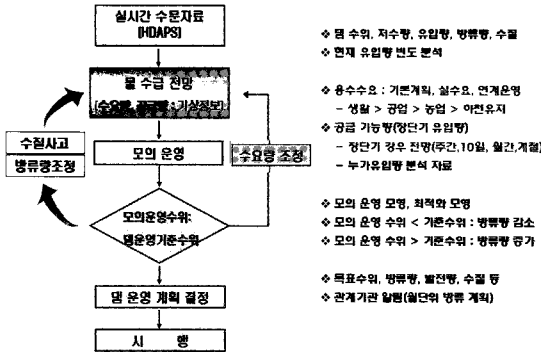 실시간 수문자료
(HDAPS)
물 수급 전망
(수요량, 공급량 : 기상정보)
모의 운영
수요량 조정
수질사고
방류량조정
모의운영수위:
댐운영기준수위
댐 운영 계획 결정
시 행
❖ 댐 수위, 저수량, 유입량, 방류량, 수질
❖ 현재 유입량 빈도 분석
❖ 용수수요 : 기본계획, 실수요, 연계운영
– 생활 > 공업 > 농업 > 하천유지
❖ 공급 가능량(장단기 유입량)
– 장단기 강우 전망(주간,10일, 월간,계절)
– 누가유입량 분석 자료
❖ 모의 운영 모형, 최적화 모형
❖ 모의 운영 수위 < 기준수위 : 방류량 감소
❖ 모의 운영 수위 > 기준수위 : 방류량 증가
❖ 목표수위, 방류량, 발전량, 수질 등
❖ 관계기관 알림(월단위 방류 계획)